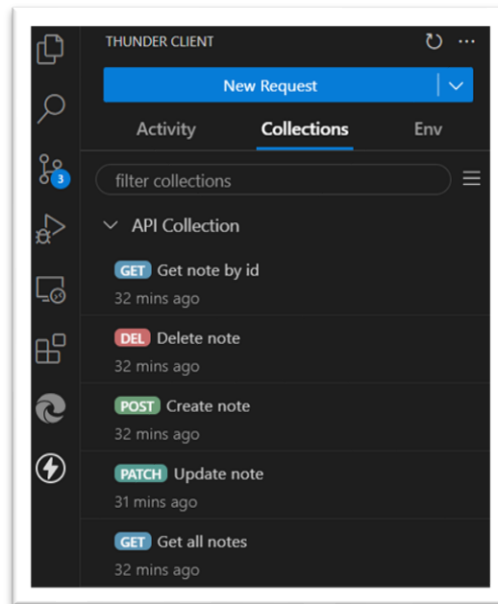 THUNDER CLIENT
New Request
Activity Collections Env
filter collections
API Collection
GET Get note by id
32 mins ago
DEL Delete note
32 mins ago
POST Create note
32 mins ago
3
PATCH Update note
31 mins ago
GET Get all notes
32 mins ago